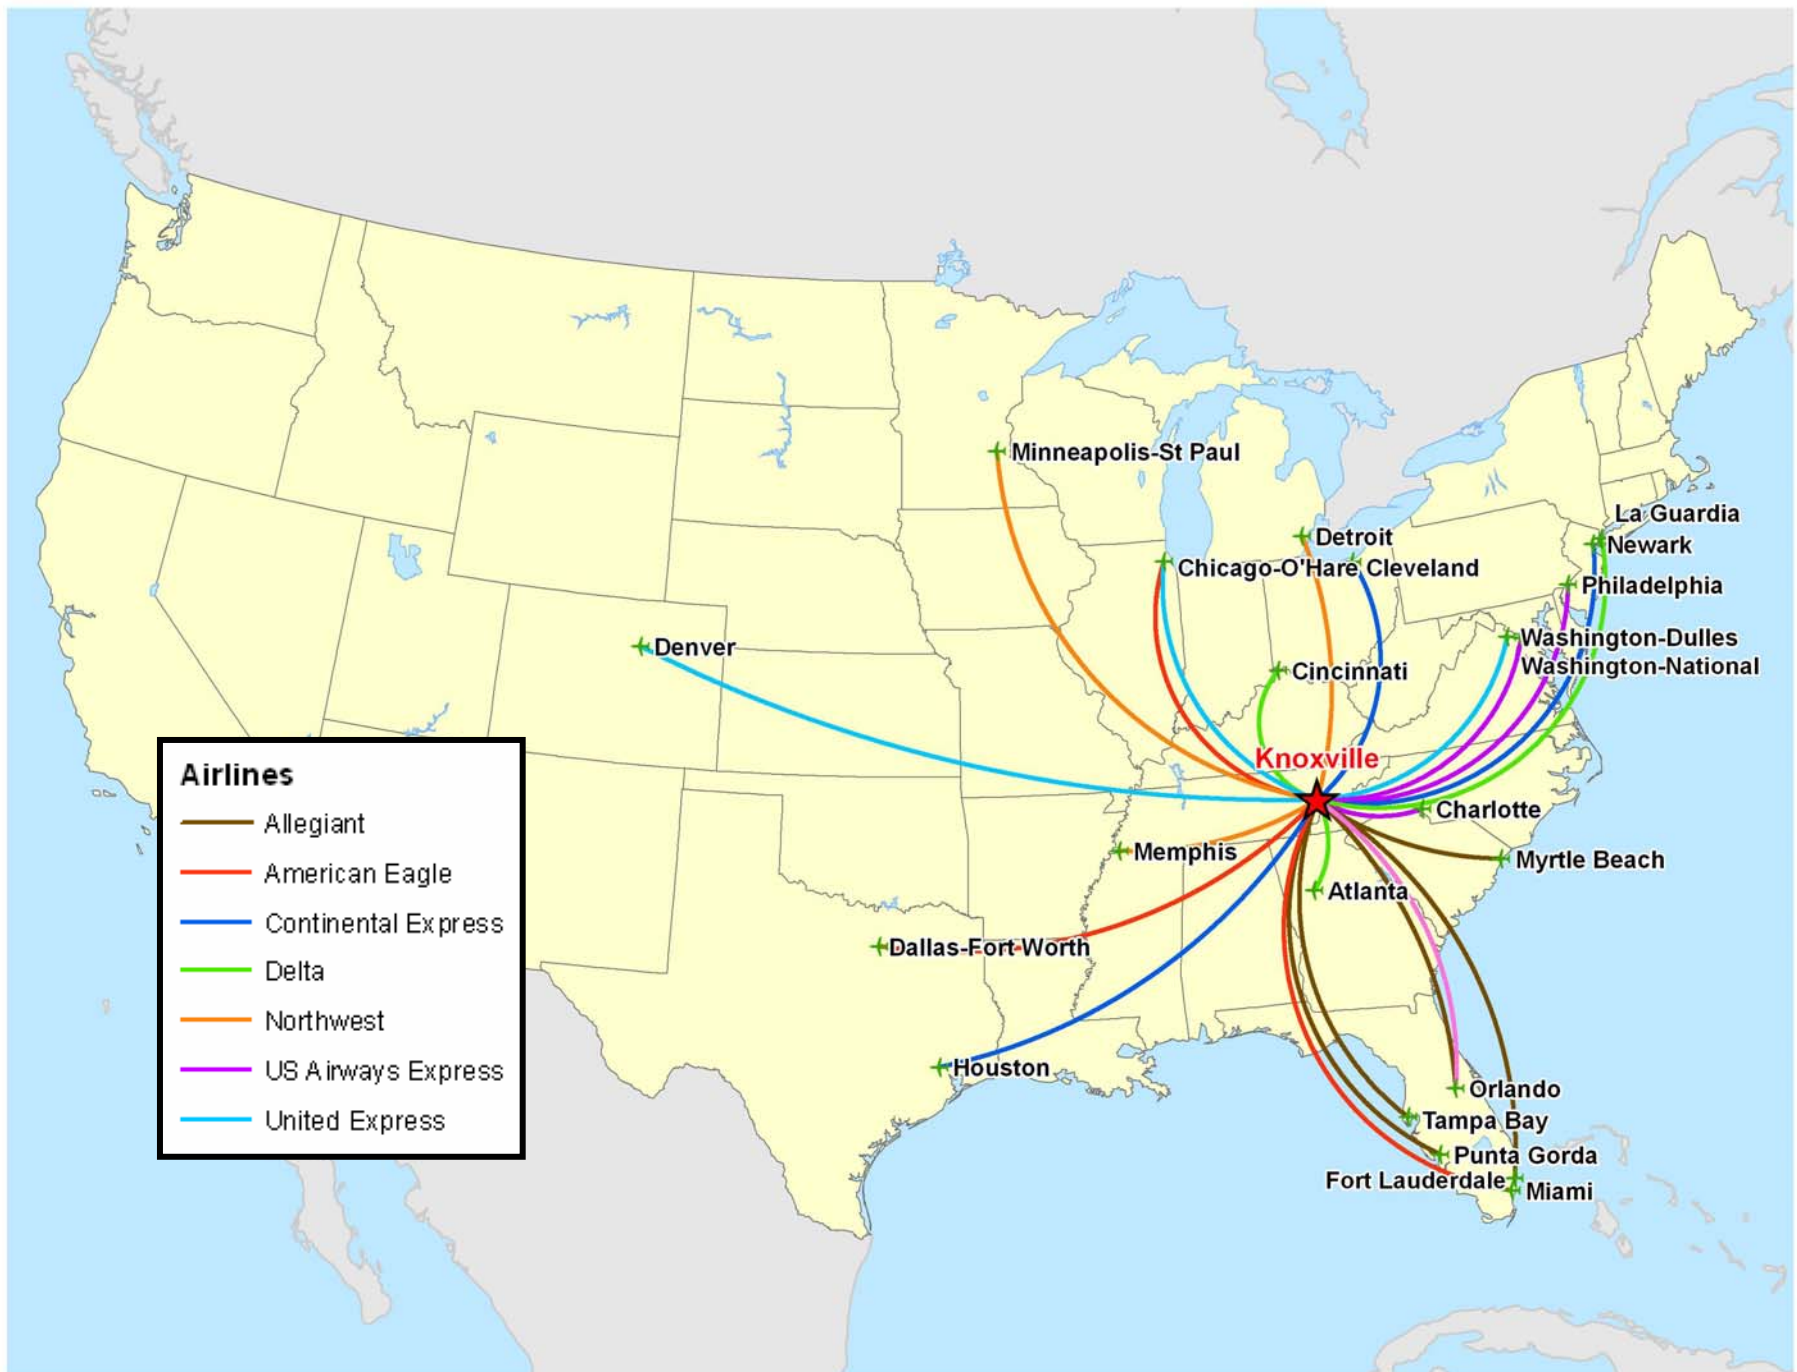 La Guardia
Minneapolis-St Paul
Detroit
Newark
Chicago-O'Hare
Cleveland
Philadelphia
Denver
Washington-Dulles
Cincinnati
Washington-National
Knoxville
Charlotte
Memphis
Myrtle Beach
Atlanta
Dallas-Fort Worth
Houston
Orlando
Tampa Bay
Punta Gorda
Fort Lauderdale
Miami
Airlines
Allegiant
American Eagle
Continental Express
Delta
Northwest
US Airways Express
United Express